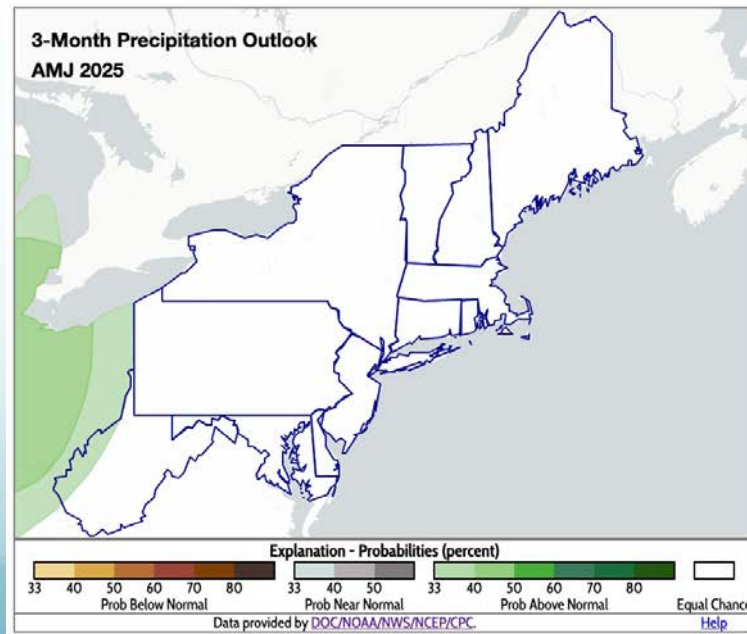 3-Month Precipitation Outlook
AMJ 2025
Explanation - Probabilities (percent)
33 40 50 60 70 80 33 40 50 33 40 50 60 70 80
Prob Below Normal Prob Near Normal Prob Above Normal Equal Chance
Data provided by DOC/NOAA/NWS/NCEP/CPC. Help